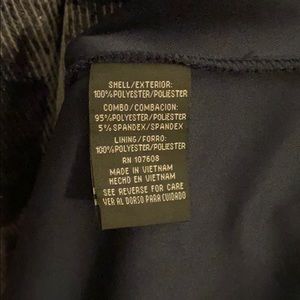 SHELL/EXTERIOR:
100%POLYESTER/POLIESTER
COMBO/COMBACION:
95%POLYESTER/POLIESTER
5%SPANDEX/SPANDEX
LINING/FORRO:
100%POLYESTER/POLIESTER
RN 107608
MADE IN VIETNAM
HECHO EN VIETNAM
SEE REVERSE FOR CARE
VER AL DORSO PARA CUIDADO